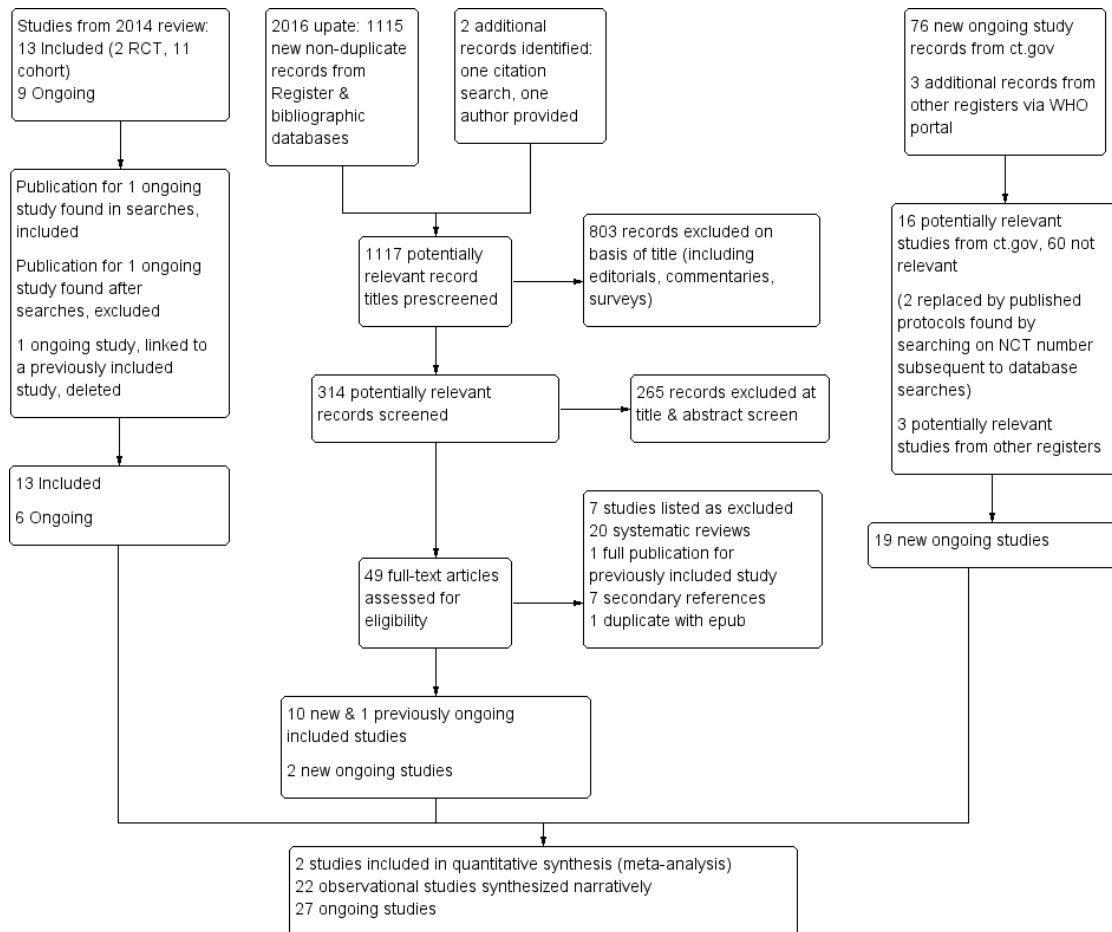 Studies from 2014 review:
13 Included (2 RCT, 11
cohort)
9 Ongoing
2016 upate: 1115
new non-duplicate
records from
Register &
bibliographic
databases
2 additional
records identified:
one citation
search, one
author provided
76 new ongoing study
records from ct.gov
3 additional records from
other registers via WHO
portal
Publication for 1 ongoing
study found in searches,
included
Publication for 1 ongoing
study found after
searches, excluded
1 ongoing study, linked to
a previously included
study, deleted
1117 potentially
relevant record
titles prescreened
803 records excluded on
basis of title (including
editorials, commentaries,
surveys)
16 potentially relevant
studies from ct.gov, 60 not
relevant
(2 replaced by published
protocols found by
searching on NCT number
subsequent to database
searches)
3 potentially relevant
studies from other registers
314 potentially relevant
records screened
265 records excluded at
title & abstract screen
13 Included
6 Ongoing
49 full-text articles
assessed for
eligibility
7 studies listed as excluded
20 systematic reviews
1 full publication for
previously included study
7 secondary references
1 duplicate with epub
19 new ongoing studies
10 new & 1 previously ongoing
included studies
2 new ongoing studies
2 studies included in quantitative synthesis (meta-analysis)
22 observational studies synthesized narratively
27 ongoing studies